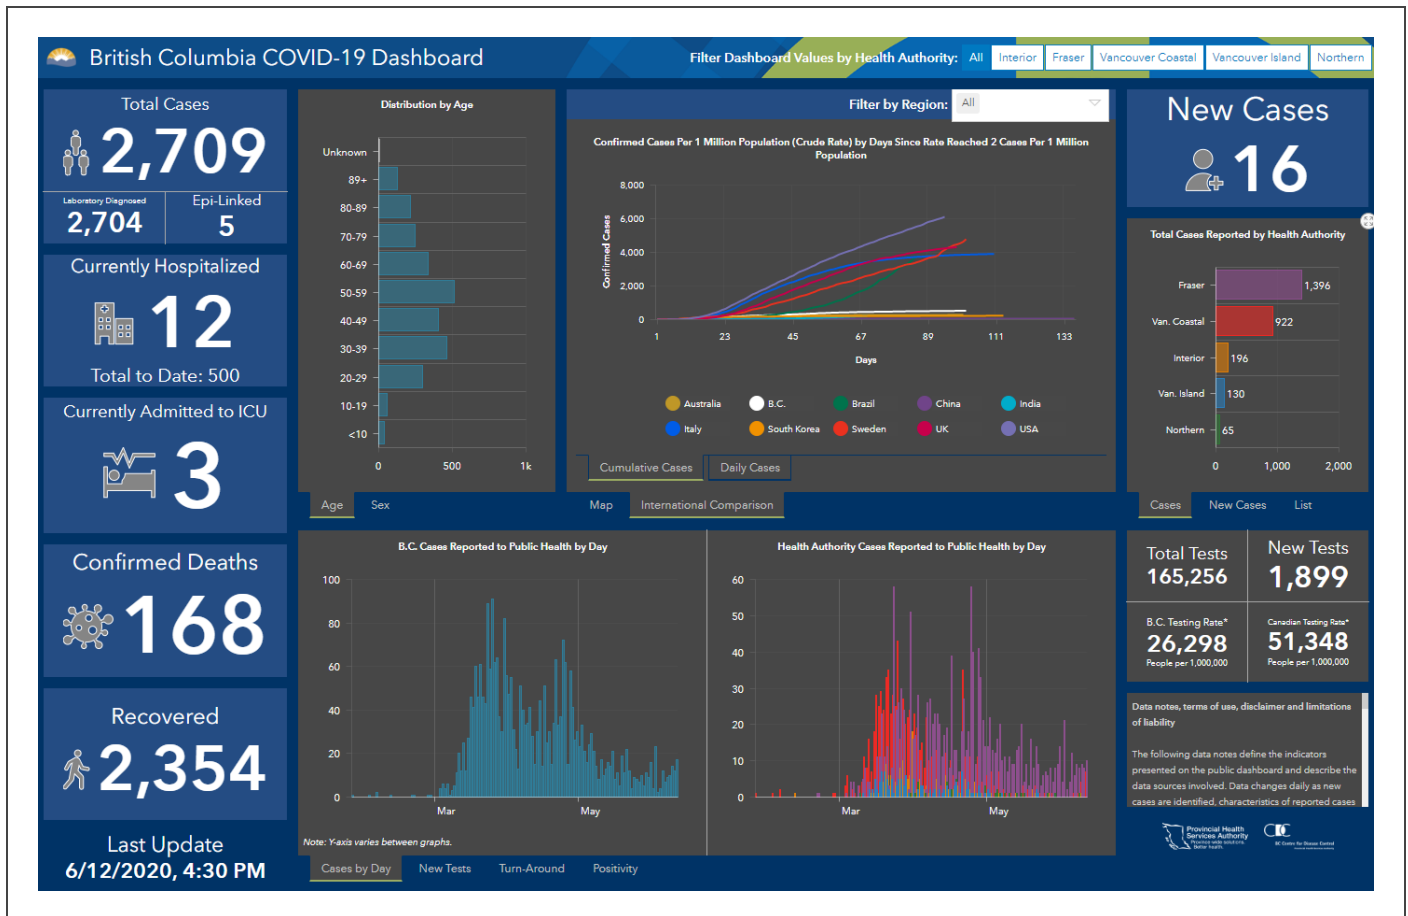 British Columbia COVID-19 Dashboard
Filter Dashboard Values by Health Authority:
All
Interior
Fraser
Vancouver Coastal
Vancouver Island
Northern
Total Cases
2,709
Laboratory Diagnosed
2,704
Epi-Linked
5
Currently Hospitalized
12
Total to Date: 500
Currently Admitted to ICU
3
Confirmed Deaths
168
Recovered
2,354
Last Update
6/12/2020, 4:30 PM
Distribution by Age
Unknown
89+
80-89
70-79
60-69
50-59
40-49
30-39
20-29
10-19
<10
0
500
1k
Age
Sex
Filter by Region:
All
Confirmed Cases Per 1 Million Population (Crude Rate) by Days Since Rate Reached 2 Cases Per 1 Million
Population
Confirmed Cases
8,000
6,000
4,000
2,000
0
1
23
45
67
89
111
133
Days
Australia
B.C.
Brazil
China
India
Italy
South Korea
Sweden
UK
USA
Cumulative Cases
Daily Cases
Map
International Comparison
New Cases
16
Total Cases Reported by Health Authority
Fraser
1,396
Van. Coastal
922
Interior
196
Van. Island
130
Northern
65
0
1,000
2,000
Cases
New Cases
List
B.C. Cases Reported to Public Health by Day
100
80
60
40
20
0
Mar
May
Note: Y-axis varies between graphs.
Health Authority Cases Reported to Public Health by Day
60
50
40
30
20
10
0
Mar
May
Cases by Day
New Tests
Turn-Around
Positivity
Total Tests
165,256
New Tests
1,899
B.C. Testing Rate*
26,298
People per 1,000,000
Canadian Testing Rate*
51,348
People per 1,000,000
Data notes, terms of use, disclaimer and limitations
of liability
The following data notes define the indicators
presented on the public dashboard and describe the
data sources involved. Data changes daily as new
cases are identified, characteristics of reported cases
Provincial Health
Services Authority
Province-wide solutions.
Better health.
BC Centre for Disease Control